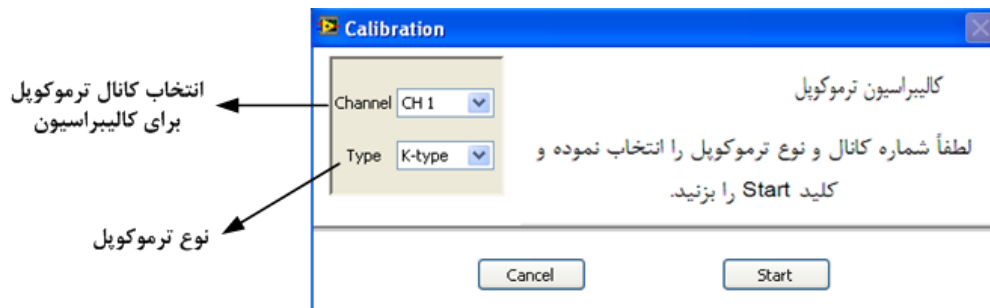 Calibration
انتخاب کانال ترموکوپل
برای کالیبراسیون
Channel CH 1
Type K-type
نوع ترموکوپل
کالیبراسیون ترموکوپل
لطفاً شماره کانال و نوع ترموکوپل را انتخاب نموده و
کلید Start را بزنید.
Cancel
Start